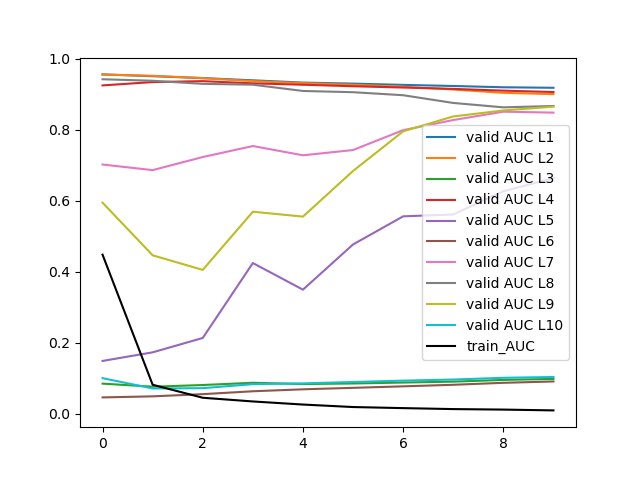 1.0
0.8
0.6
0.4
0.2
0.0
0
2
4
6
8
valid AUC L1
valid AUC L2
valid AUC L3
valid AUC L4
valid AUC L5
valid AUC L6
valid AUC L7
valid AUC L8
valid AUC L9
valid AUC L10
train_AUC